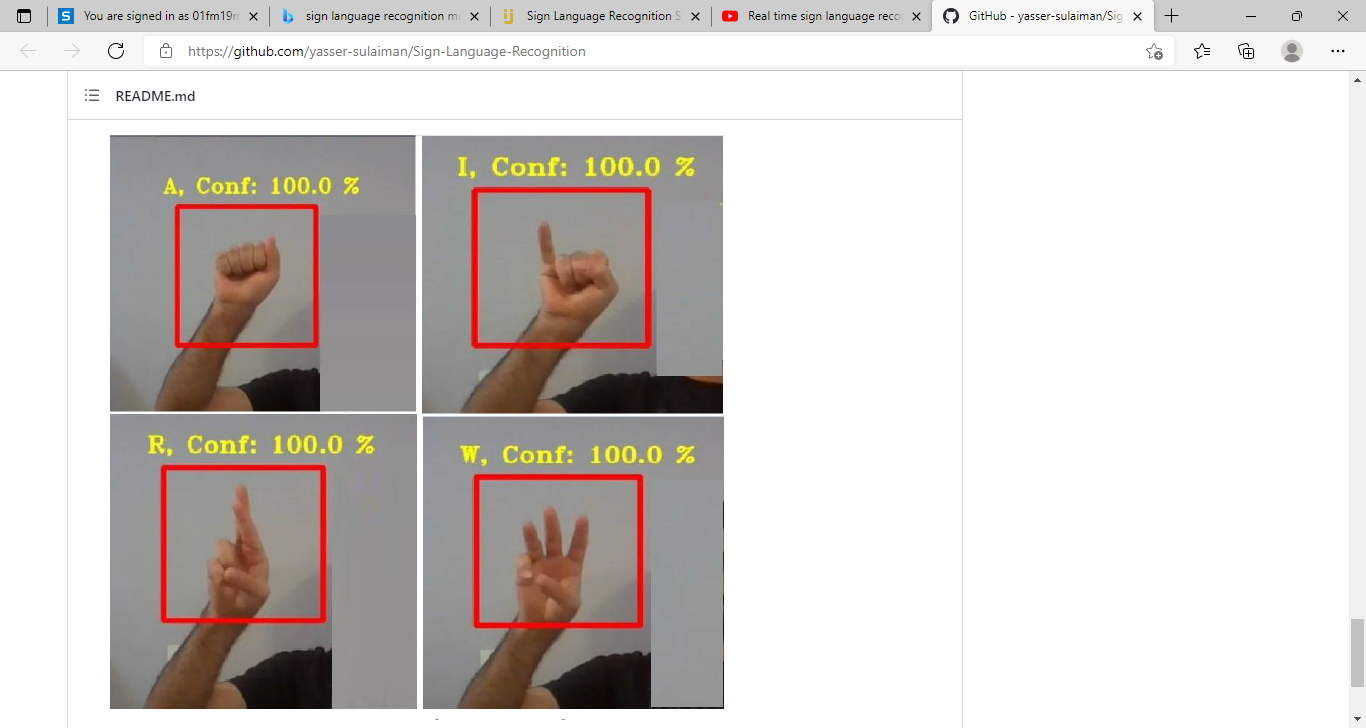 You are signed in as 01fm19m
sign language recognition m
Sign Language Recognition S
Real time sign language reco
GitHub - yasser-sulaiman/Sig
https://github.com/yasser-sulaiman/Sign-Language-Recognition
README.md
A, Conf: 100.0 %
I, Conf: 100.0 %
R, Conf: 100.0 %
W, Conf: 100.0 %